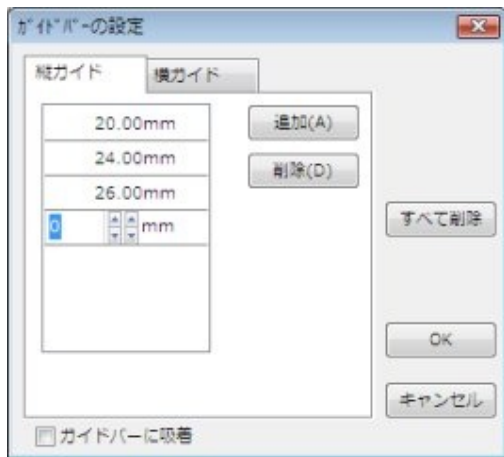 ガイドバーの設定
縦ガイド
横ガイド
20.00mm
24.00mm
26.00mm
0 mm
追加(A)
削除(D)
すべて削除
OK
キャンセル
ガイドバーに吸着